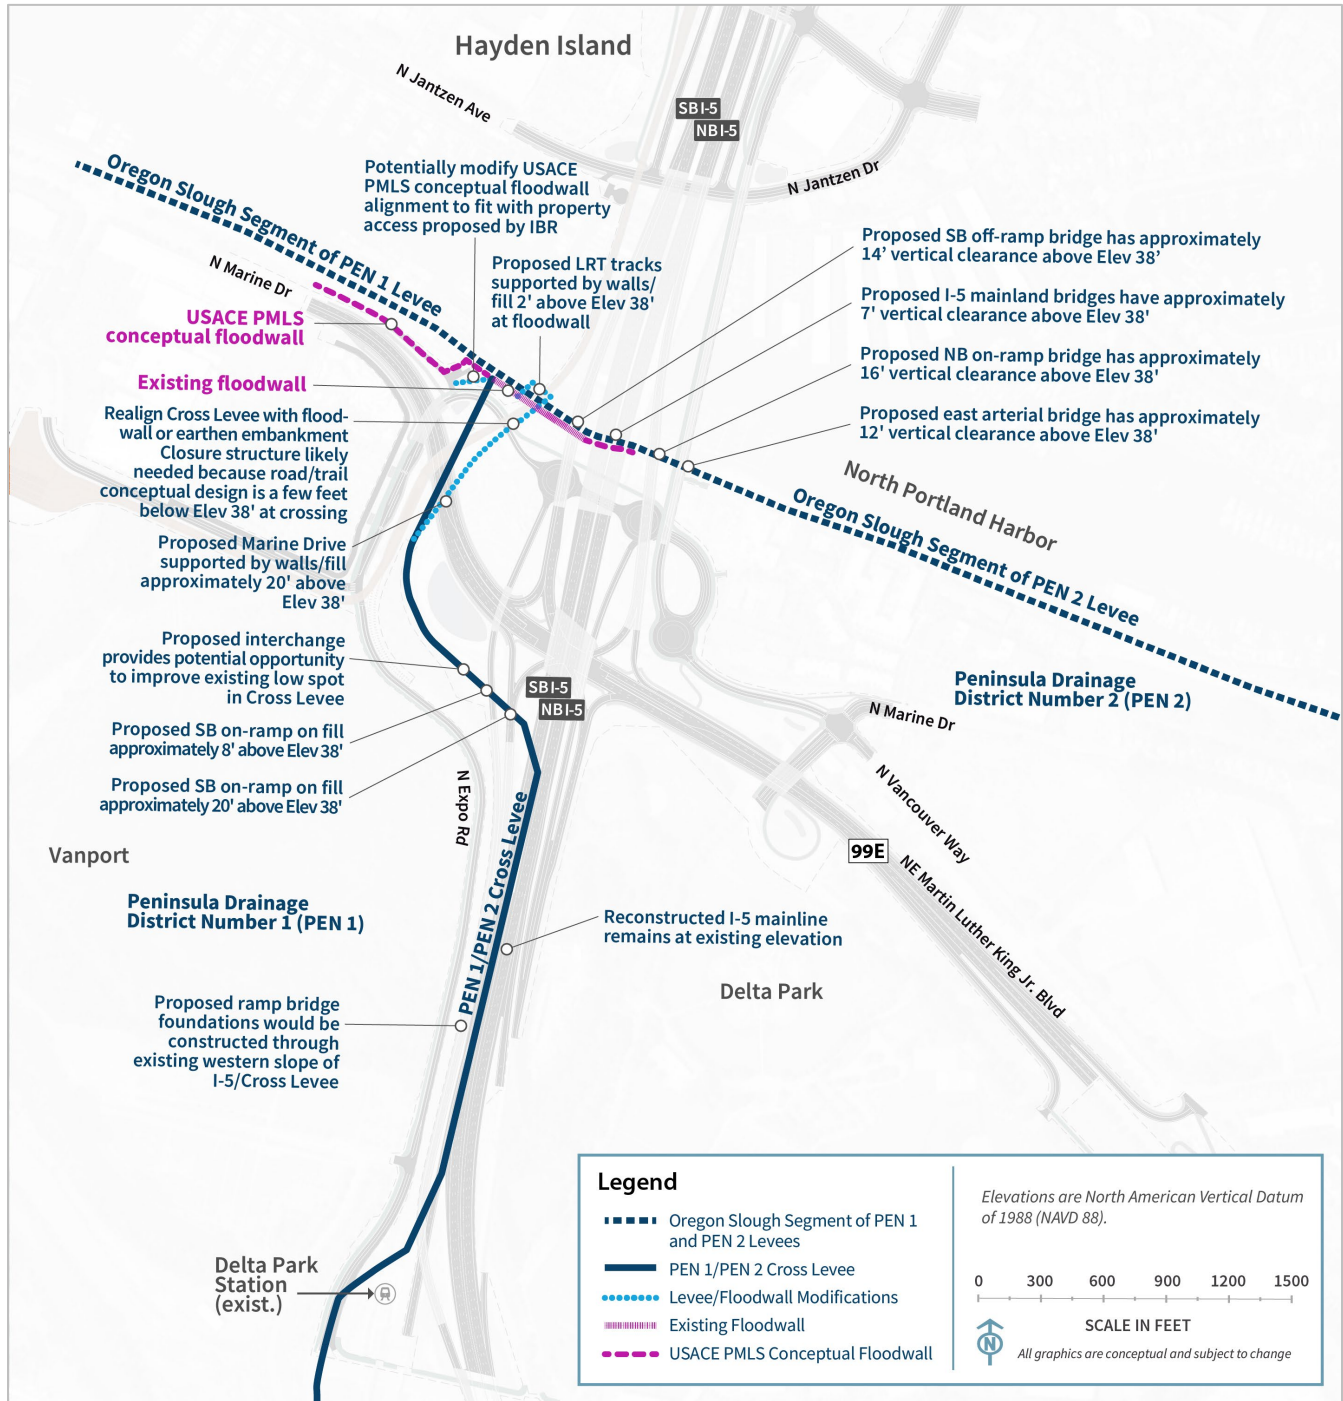 Hayden Island
N Jantzen Ave
SB I-5
NB I-5
N Jantzen Dr
Oregon Slough Segment of PEN 1 Levee
N Marine Dr
Potentially modify USACE
PMLS conceptual floodwall
alignment to fit with property
access proposed by IBR
Proposed LRT tracks
supported by walls/
fill 2' above Elev 38'
at floodwall
Proposed SB off-ramp bridge has approximately
14’ vertical clearance above Elev 38’
Proposed I-5 mainland bridges have approximately
7' vertical clearance above Elev 38'
Proposed NB on-ramp bridge has approximately
16' vertical clearance above Elev 38'
Proposed east arterial bridge has approximately
12' vertical clearance above Elev 38'
USACE PMLS
conceptual floodwall
Existing floodwall
Realign Cross Levee with flood-
wall or earthen embankment
Closure structure likely
needed because road/trail
conceptual design is a few feet
below Elev 38' at crossing
Proposed Marine Drive
supported by walls/fill
approximately 20' above
Elev 38'
Proposed interchange
provides potential opportunity
to improve existing low spot
in Cross Levee
Proposed SB on-ramp on fill
approximately 8' above Elev 38'
Proposed SB on-ramp on fill
approximately 20' above Elev 38'
North Portland Harbor
Oregon Slough Segment of PEN 2 Levee
Peninsula Drainage
District Number 2 (PEN 2)
SB I-5
NB I-5
N Marine Dr
N Vancouver Way
99E
NE Martin Luther King Jr. Blvd
N Expo Rd
PEN 1/PEN 2 Cross Levee
Vanport
Peninsula Drainage
District Number 1 (PEN 1)
Reconstructed I-5 mainline
remains at existing elevation
Delta Park
Proposed ramp bridge
foundations would be
constructed through
existing western slope of
I-5/Cross Levee
Delta Park
Station
(exist.)
Legend
Oregon Slough Segment of PEN 1
and PEN 2 Levees
PEN 1/PEN 2 Cross Levee
Levee/Floodwall Modifications
Existing Floodwall
USACE PMLS Conceptual Floodwall
Elevations are North American Vertical Datum
of 1988 (NAVD 88).
0 300 600 900 1200 1500
SCALE IN FEET
N
All graphics are conceptual and subject to change